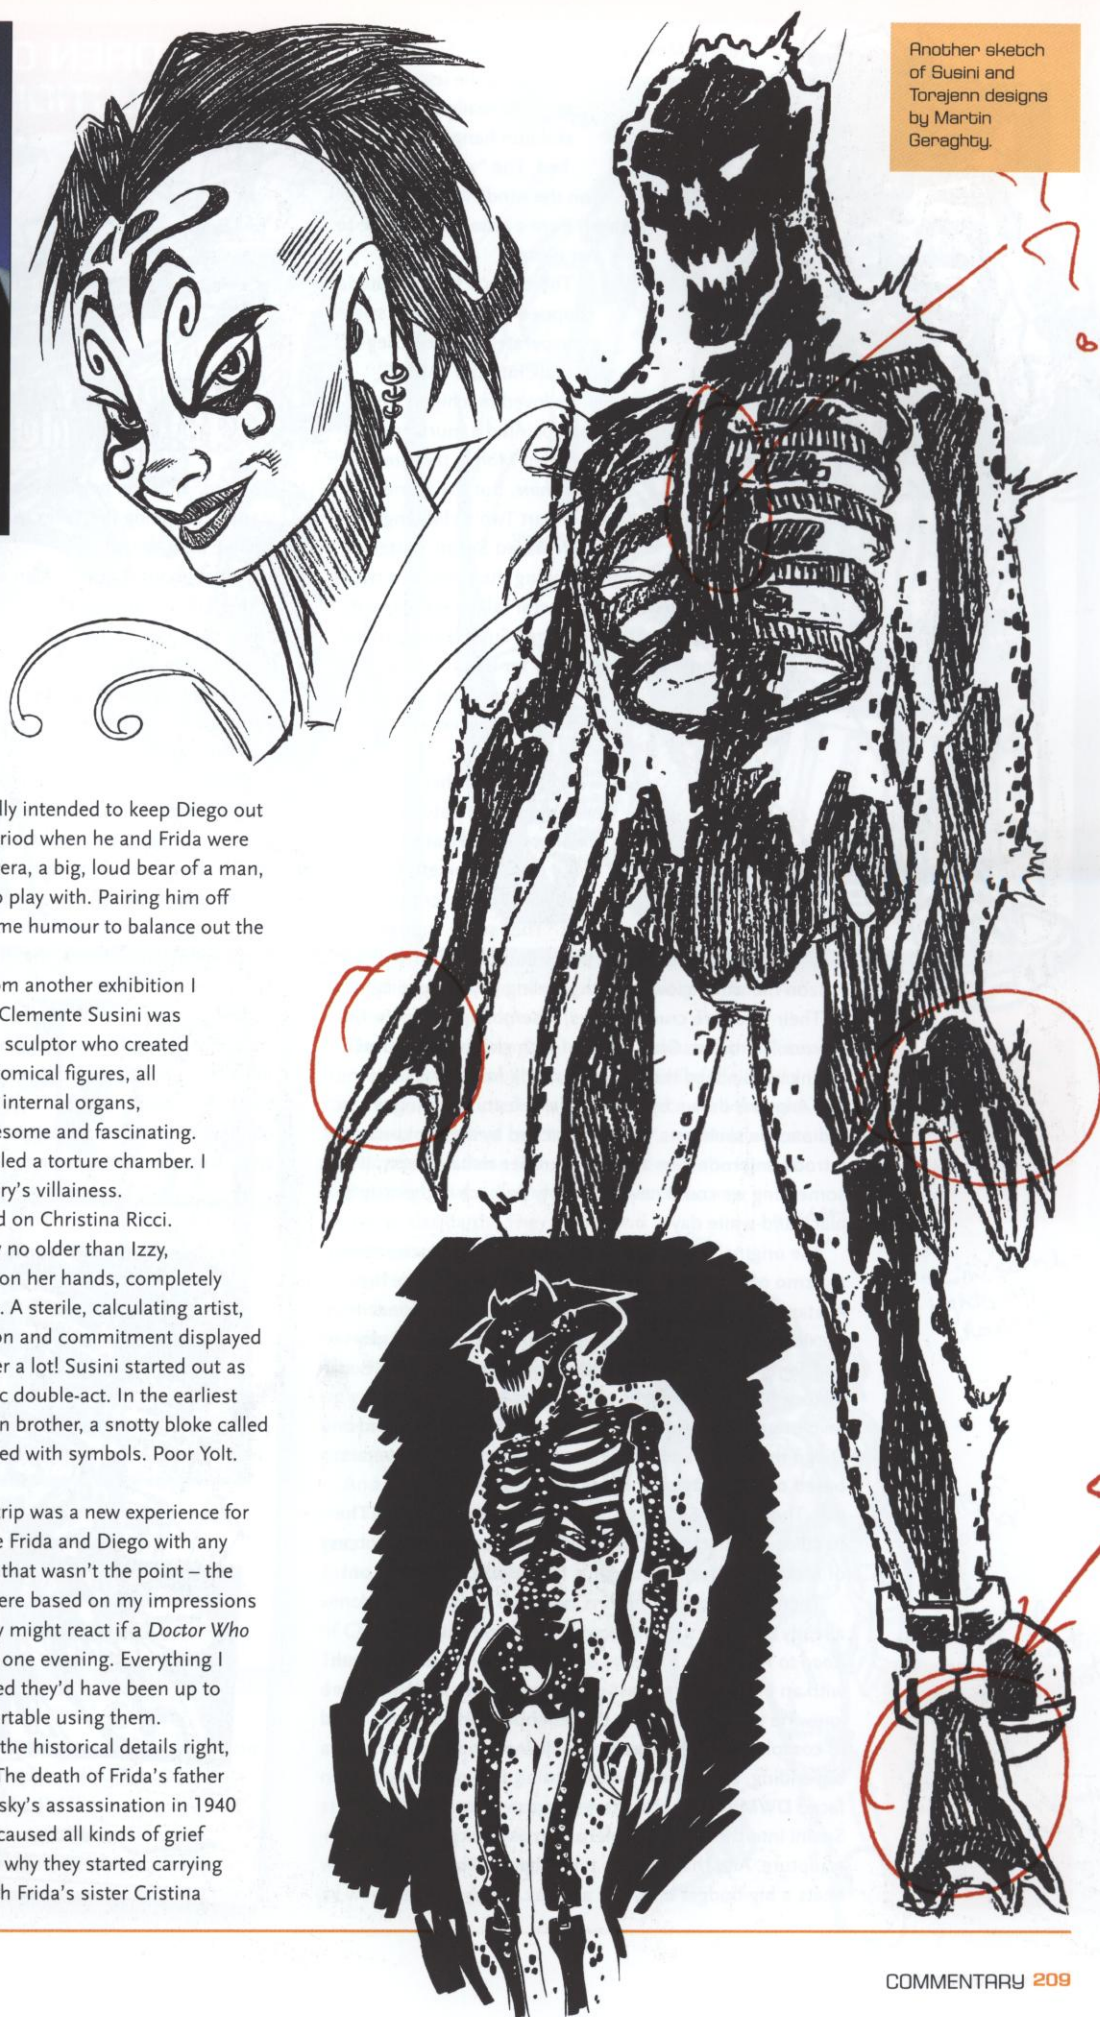 Another sketch
of Susini and
Torajenn designs
by Martin
Geraghty.
lly intended to keep Diego out
riod when he and Frida were
era, a big, loud bear of a man,
o play with. Pairing him off
me humour to balance out the
om another exhibition I
Clemente Susini was
sculptor who created
omical figures, all
internal organs,
esome and fascinating.
led a torture chamber. I
ry's villainess.
d on Christina Ricci.
y no older than Izzy,
on her hands, completely
. A sterile, calculating artist,
on and commitment displayed
er a lot! Susini started out as
ic double-act. In the earliest
n brother, a snotty bloke called
ed with symbols. Poor Yolt.
trip was a new experience for
e Frida and Diego with any
that wasn't the point – the
ere based on my impressions
y might react if a Doctor Who
one evening. Everything I
ed they'd have been up to
rtable using them.
the historical details right,
The death of Frida's father
sky's assassination in 1940
caused all kinds of grief
why they started carrying
h Frida's sister Cristina
COMMENTARY 209